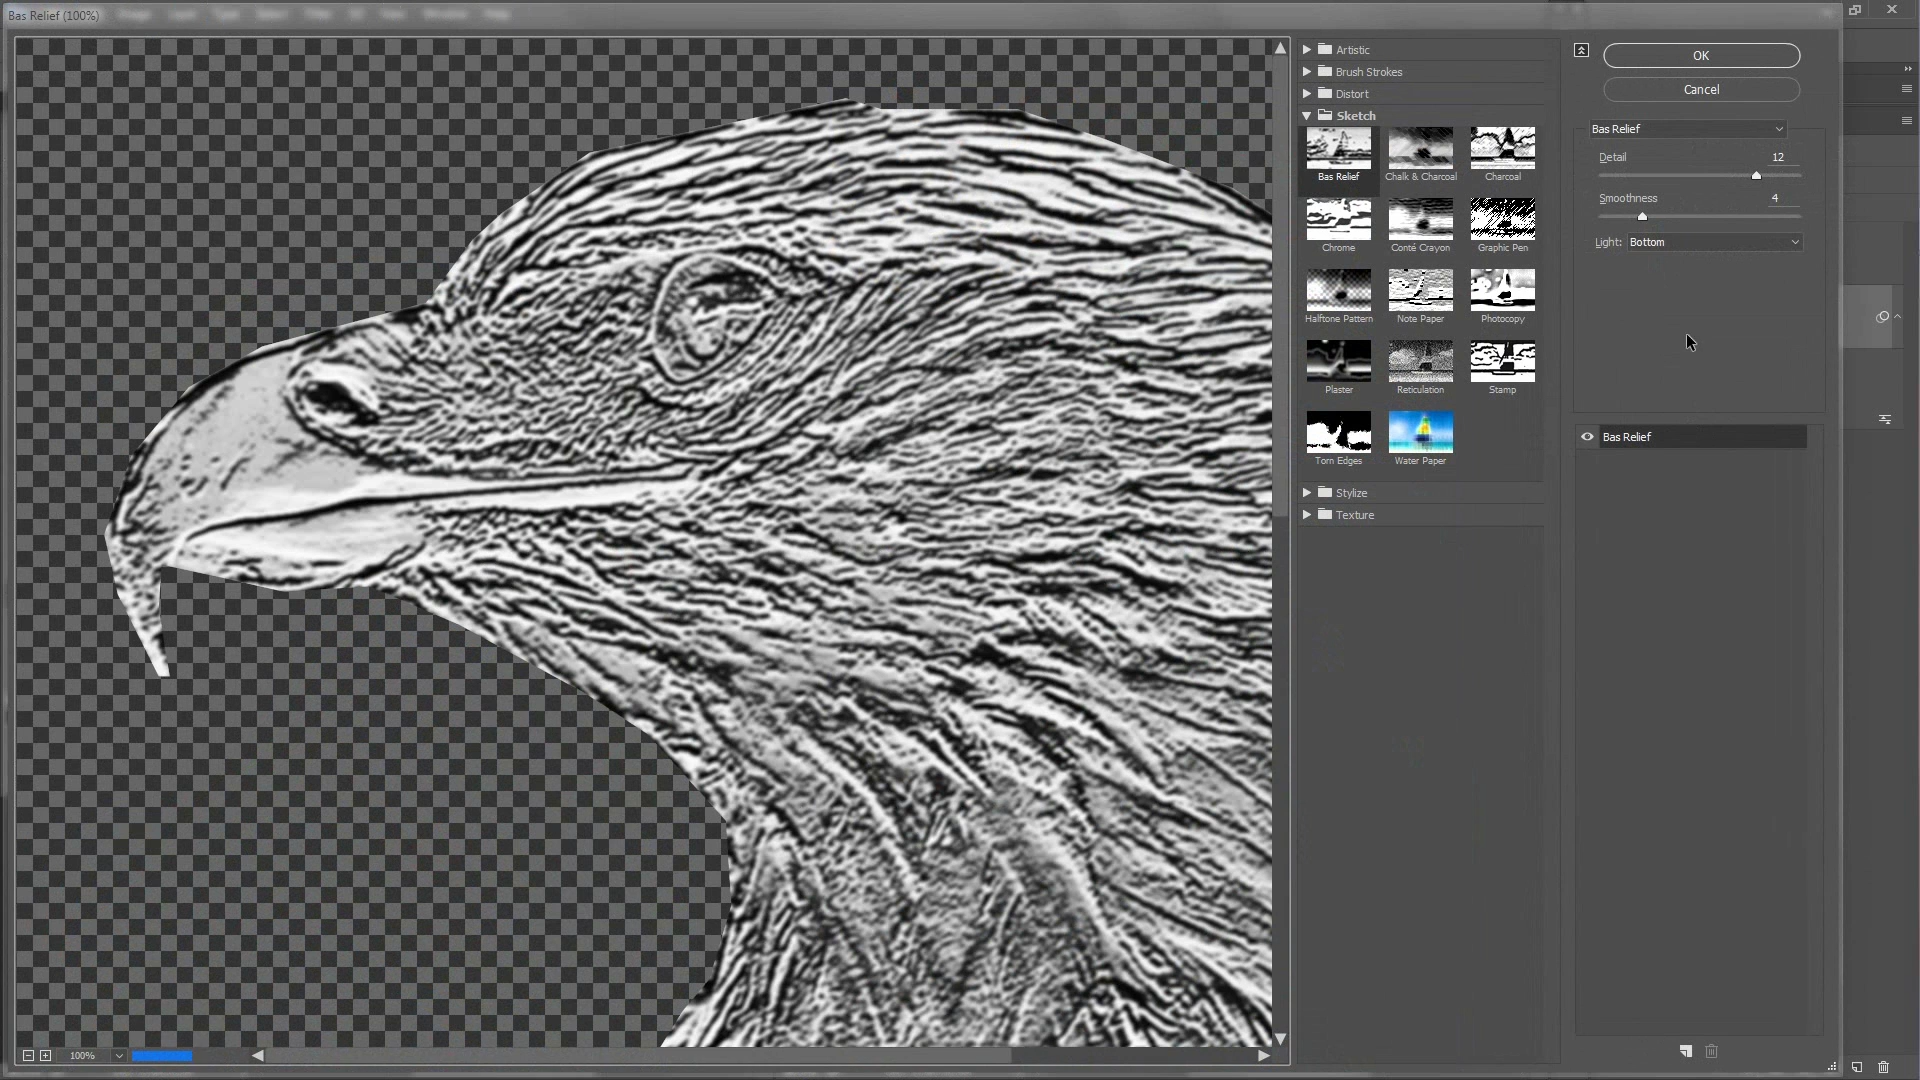 Bas Relief (100%)
Artistic
Brush Strokes
Distort
Sketch
Bas Relief
Chalk & Charcoal
Charcoal
Chrome
Conté Crayon
Graphic Pen
Halftone Pattern
Note Paper
Photocopy
Plaster
Reticulation
Stamp
Torn Edges
Water Paper
Stylize
Texture
OK
Cancel
Bas Relief
Detail 12
Smoothness 4
Light: Bottom
Bas Relief
100%